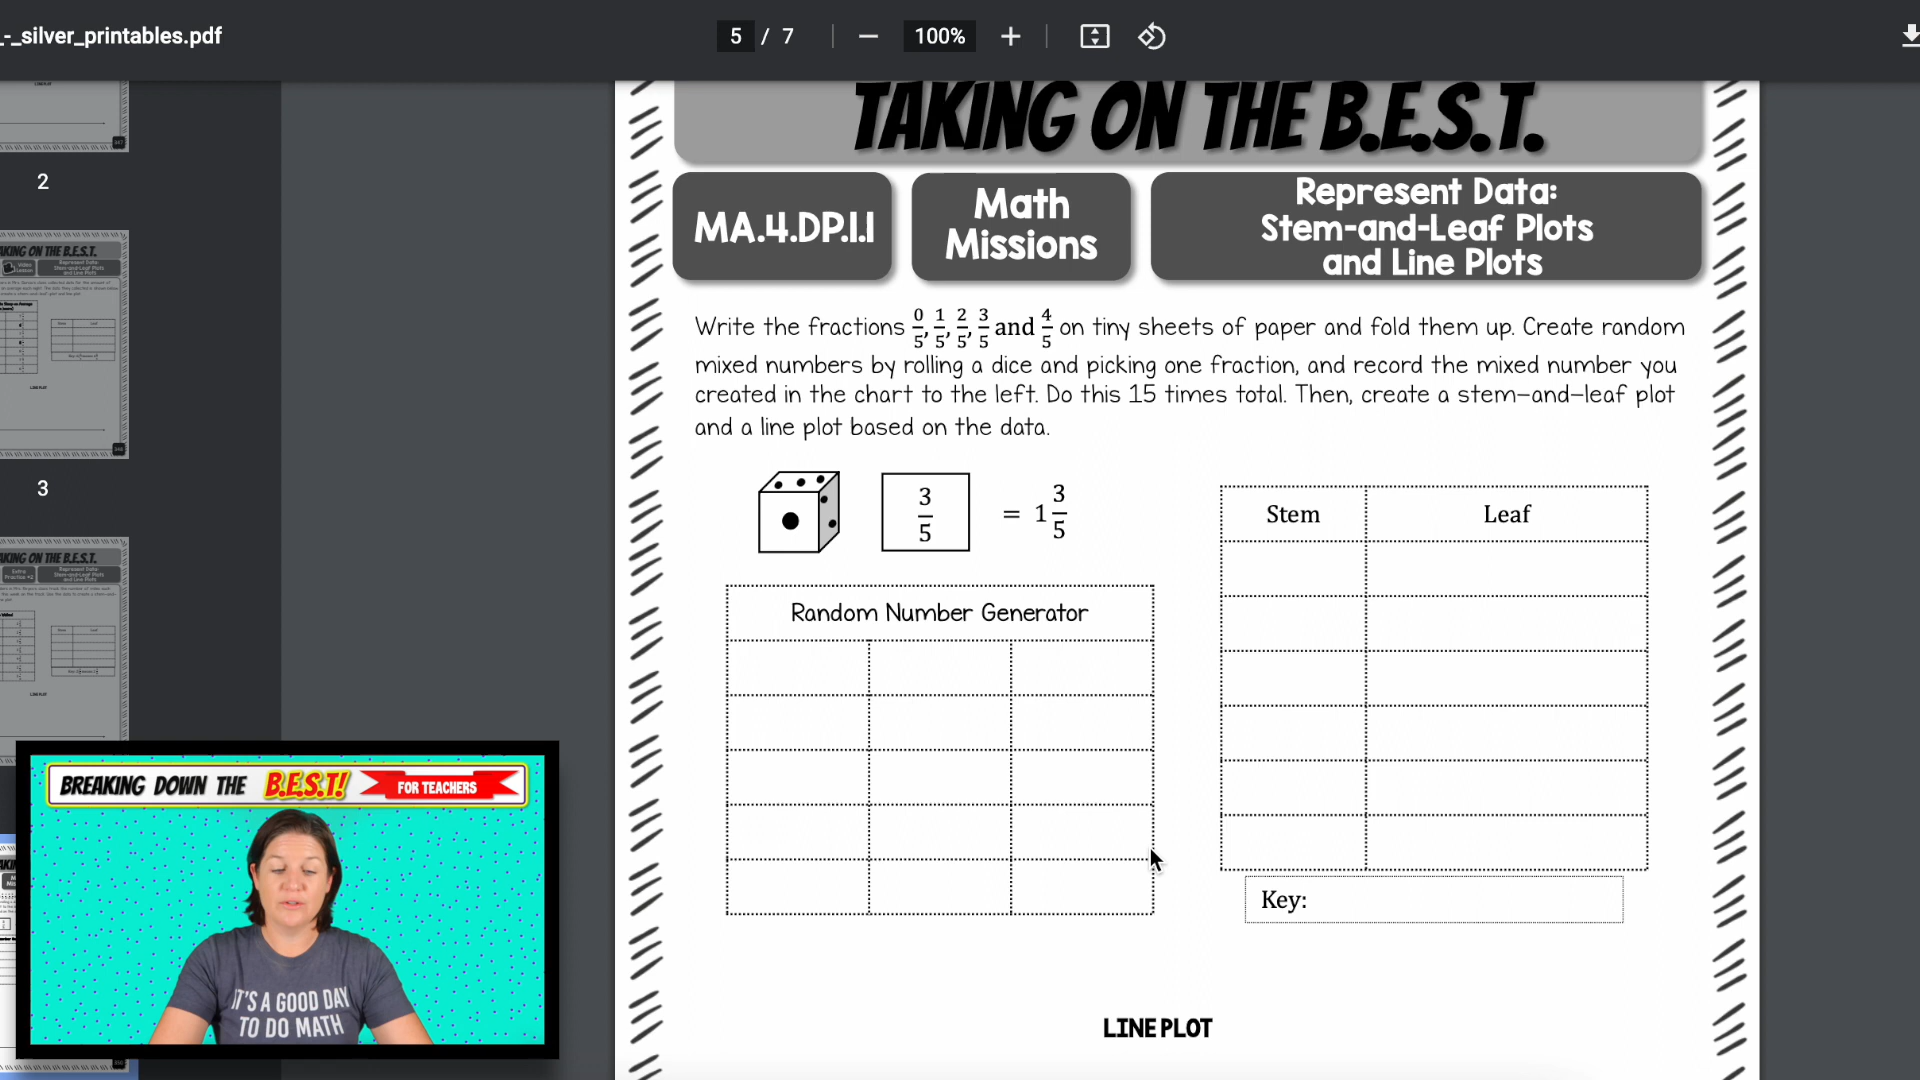 -_silver_printables.pdf
5 / 7
100%
2
3
TAKING ON THE B.E.S.T.
MA.4.DP.1.1
Math
Missions
Represent Data:
Stem-and-Leaf Plots
and Line Plots
Write the fractions 0/5, 1/5, 2/5, 3/5 and 4/5 on tiny sheets of paper and fold them up. Create random
mixed numbers by rolling a dice and picking one fraction, and record the mixed number you
created in the chart to the left. Do this 15 times total. Then, create a stem-and-leaf plot
and a line plot based on the data.
3/5 = 1 3/5
Random Number Generator
Stem Leaf
Key:
LINE PLOT
BREAKING DOWN THE B.E.S.T! FOR TEACHERS
IT'S A GOOD DAY
TO DO MATH